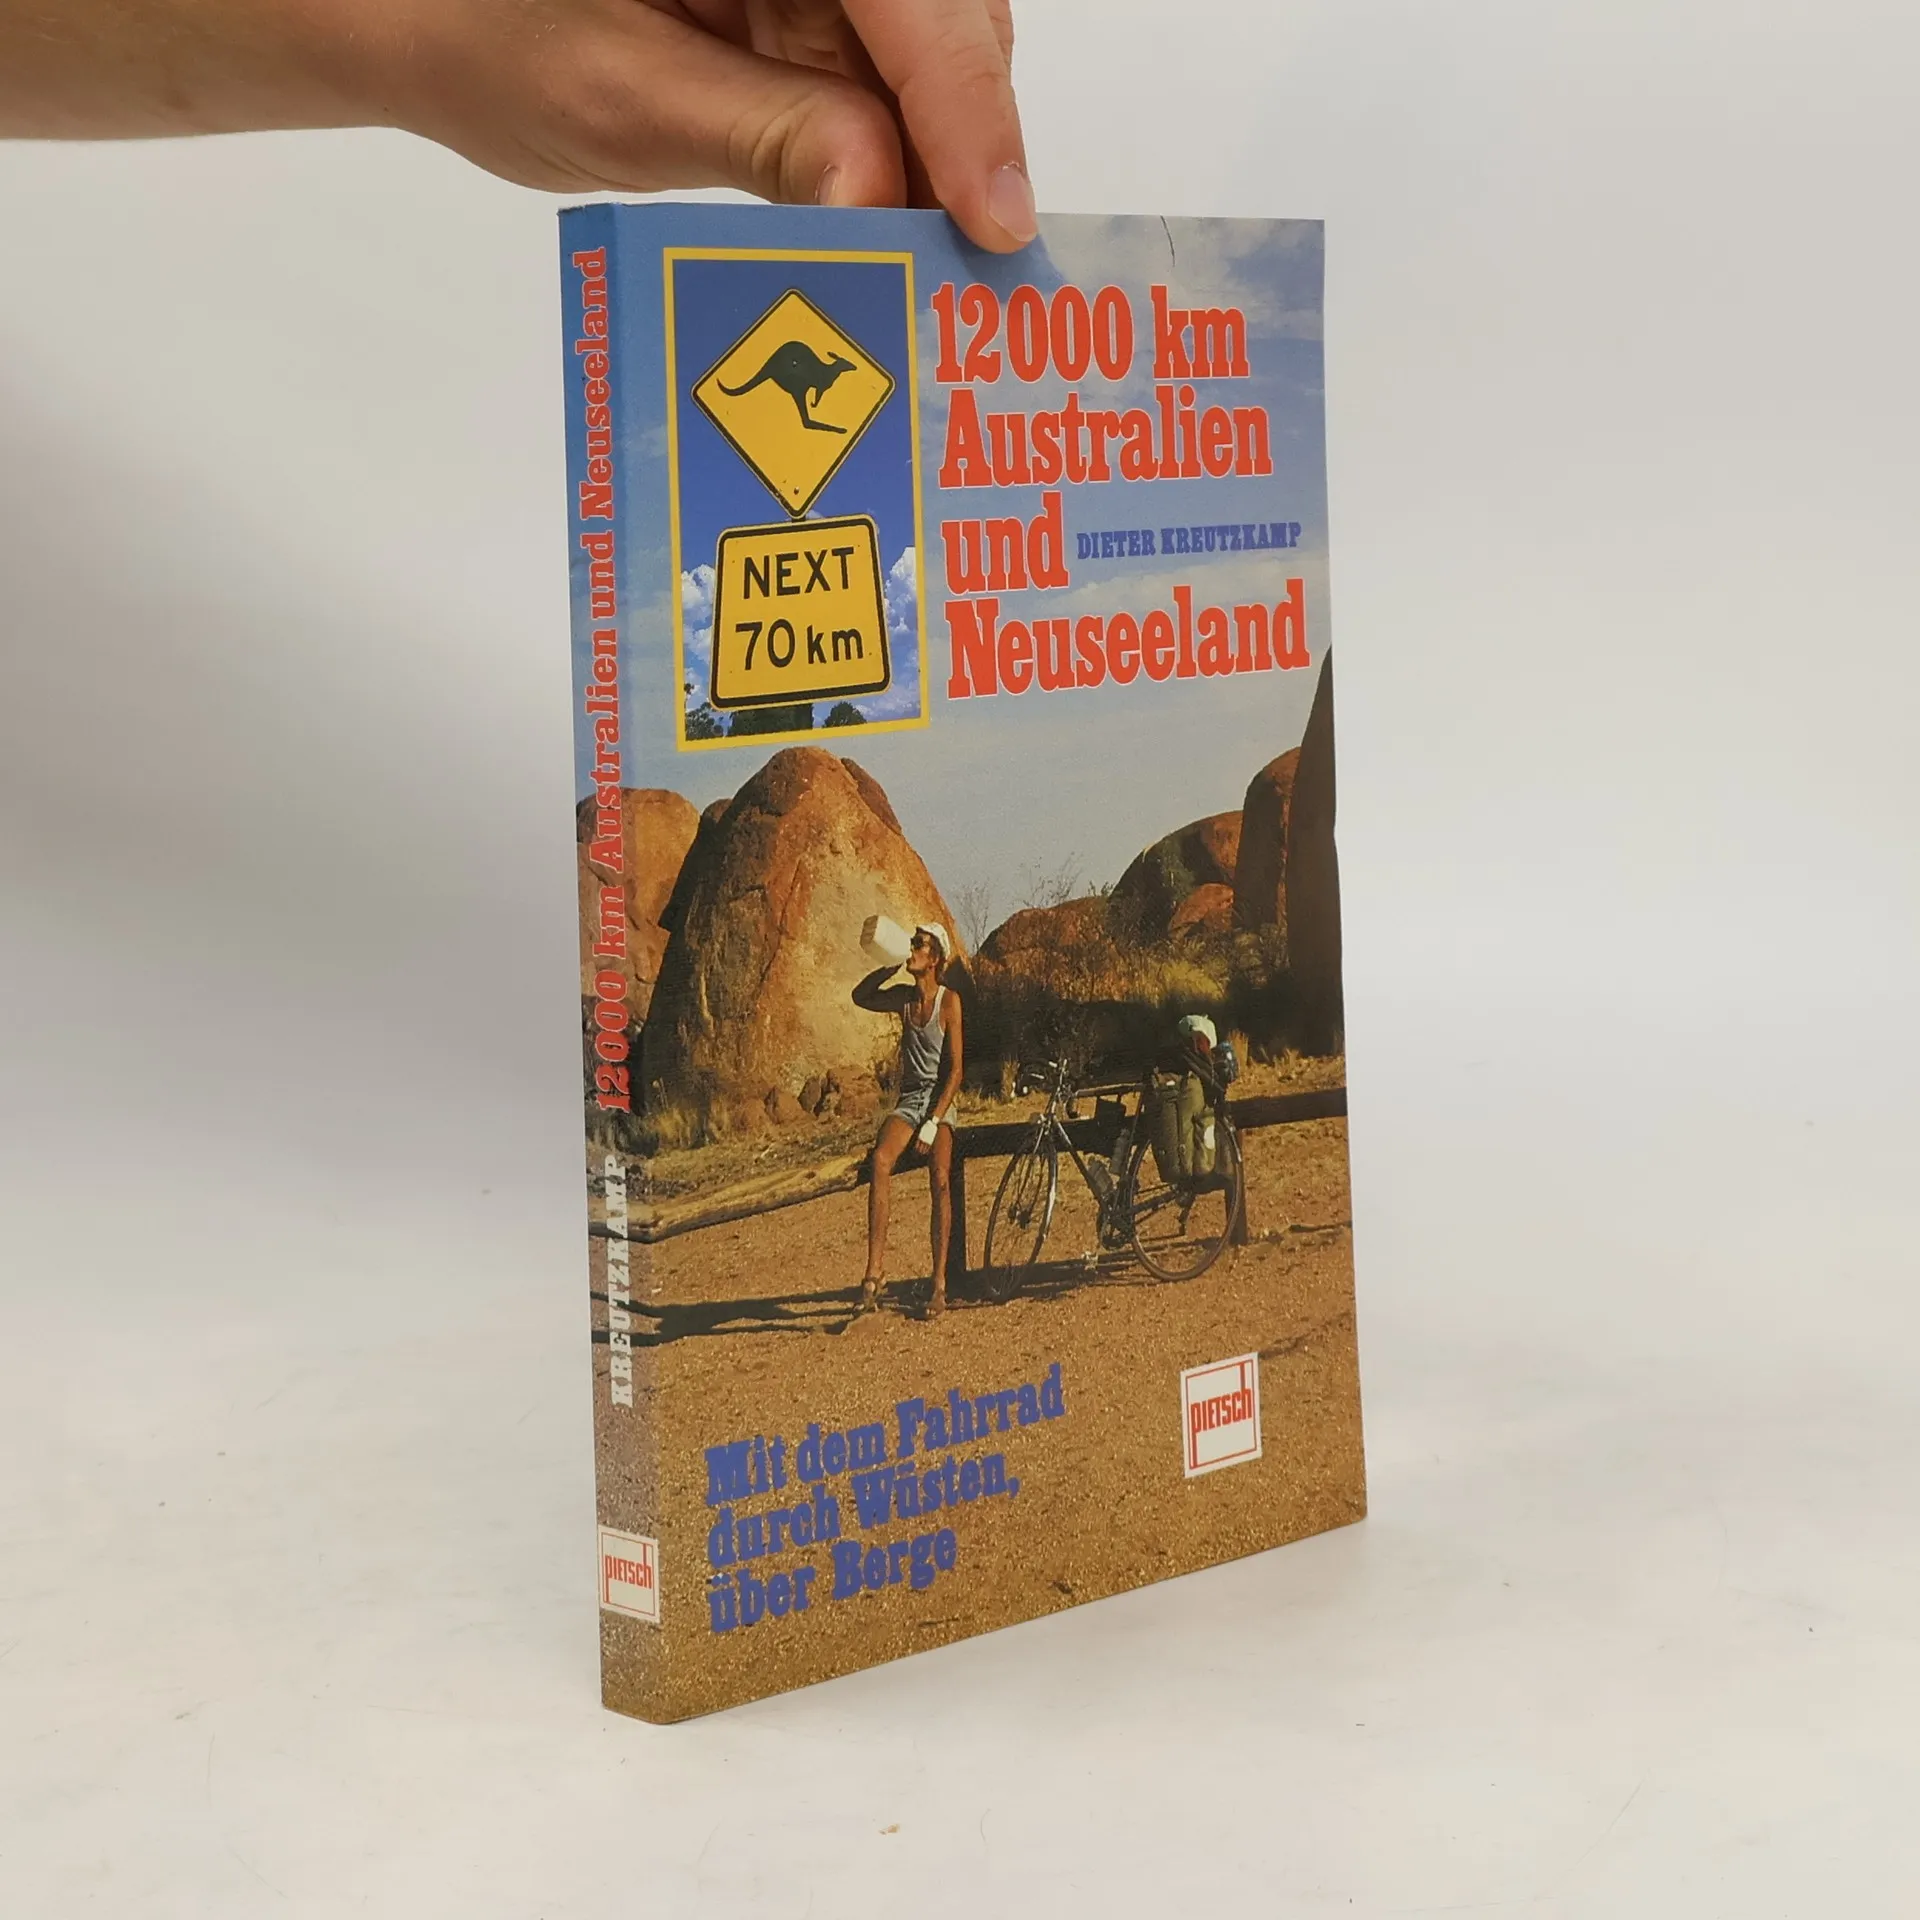 12000 km Australien und Neuseeland
KREUTZKAMP
pietsch
NEXT
70 km
12000 km
Australien
und
DIETER KREUTZKAMP
Neuseeland
Mit dem Fahrrad
durch Wüsten,
über Berge
pietsch